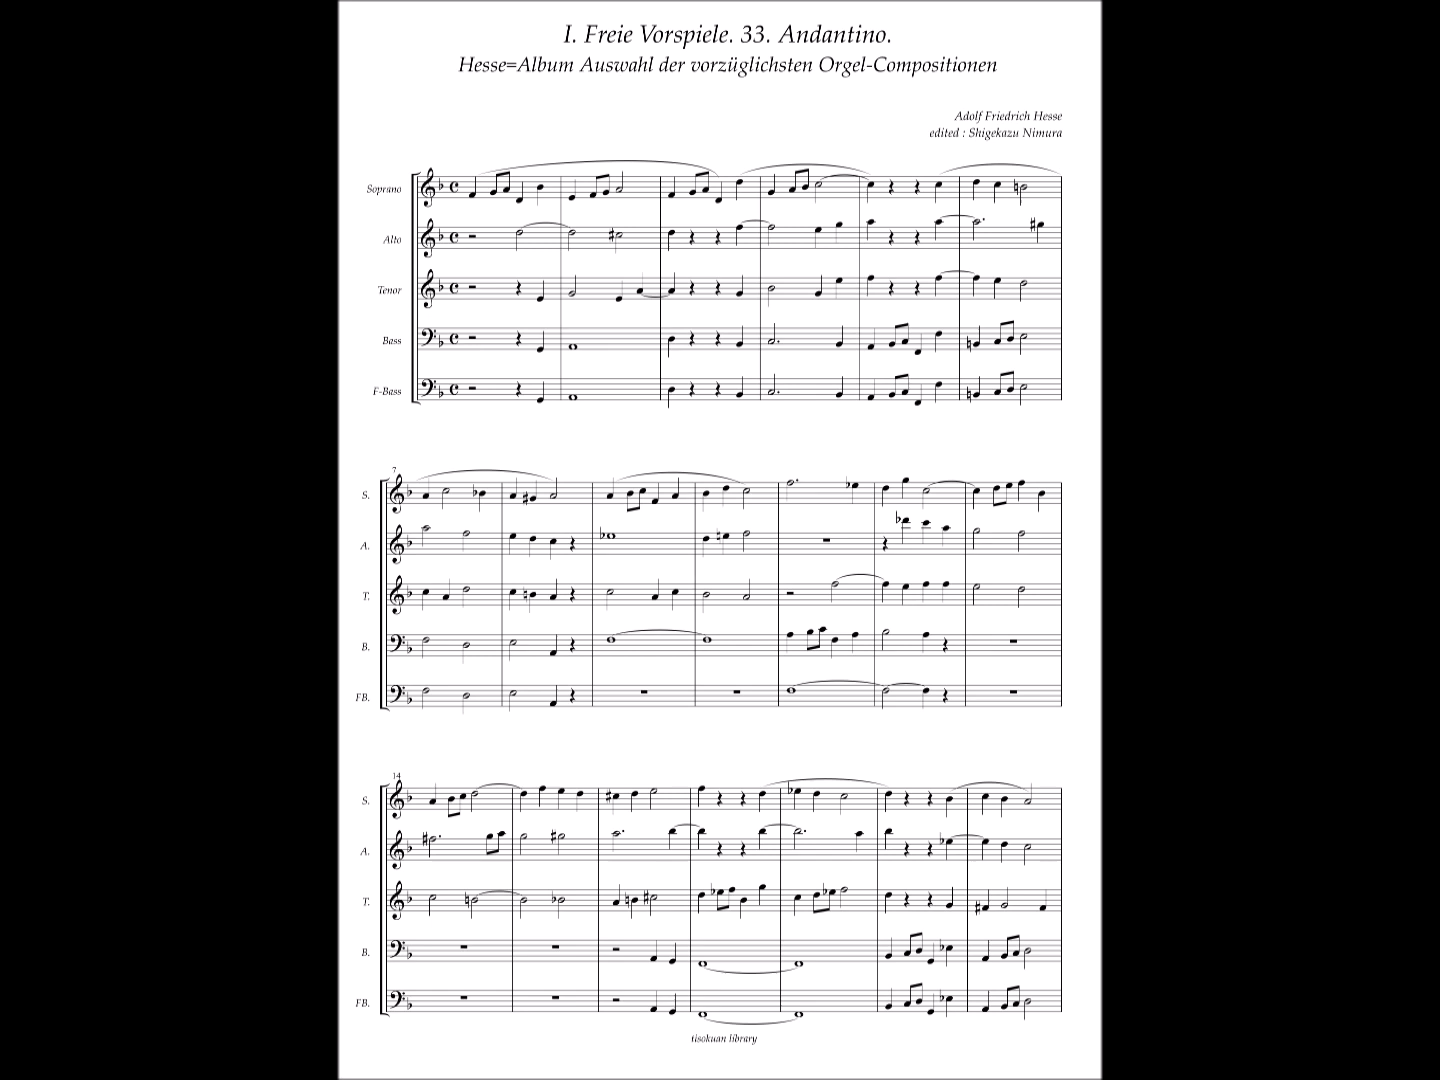 I. Freie Vorspiele. 33. Andantino.
Hesse=Album Auswahl der vorzüglichsten Orgel-Compositionen
Adolf Friedrich Hesse
edited : Shigekazu Nimura
Soprano
Alto
Tenor
Bass
F-Bass
7
S.
A.
T.
B.
FB.
14
S.
A.
T.
B.
FB.
tisokuan library